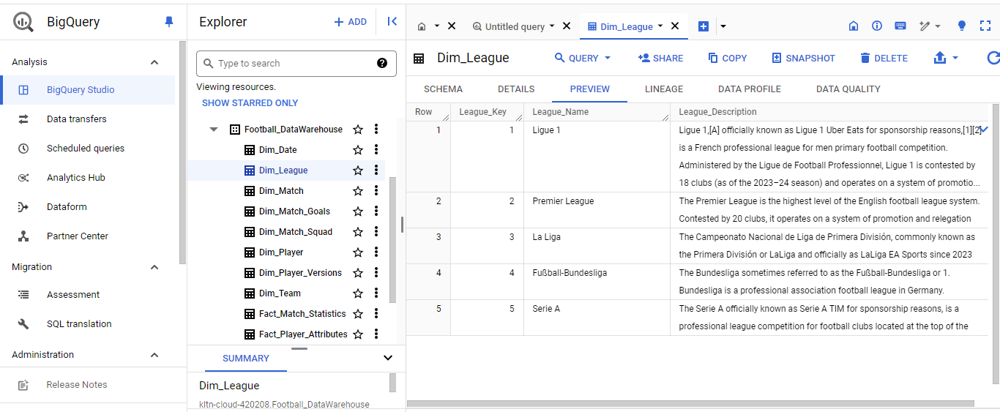 BigQuery
Analysis
BigQuery Studio
Data transfers
Scheduled queries
Analytics Hub
Dataform
Partner Center
Migration
Assessment
SQL translation
Administration
Release Notes
Explorer
+ ADD
Type to search
Viewing resources.
SHOW STARRED ONLY
Football_DataWarehouse
Dim_Date
Dim_League
Dim_Match
Dim_Match_Goals
Dim_Match_Squad
Dim_Player
Dim_Player_Versions
Dim_Team
Fact_Match_Statistics
Fact_Player_Attributes
SUMMARY
Dim_League
kltn-cloud-420208.Football_DataWarehouse
Untitled query
Dim_League
Dim_League
QUERY
SHARE
COPY
SNAPSHOT
DELETE
SCHEMA DETAILS PREVIEW LINEAGE DATA PROFILE DATA QUALITY
Row League_Key League_Name League_Description
1 1 Ligue 1 Ligue 1,[A] officially known as Ligue 1 Uber Eats for sponsorship reasons,[1][2]
is a French professional league for men primary football competition.
Administered by the Ligue de Football Professionnel, Ligue 1 is contested by
18 clubs (as of the 2023–24 season) and operates on a system of promotio...
2 2 Premier League The Premier League is the highest level of the English football league system.
Contested by 20 clubs, it operates on a system of promotion and relegation
3 3 La Liga The Campeonato Nacional de Liga de Primera División, commonly known as
the Primera División or LaLiga and officially as LaLiga EA Sports since 2023
4 4 Fußball-Bundesliga The Bundesliga sometimes referred to as the Fußball-Bundesliga or 1.
Bundesliga is a professional association football league in Germany.
5 5 Serie A The Serie A officially known as Serie A TIM for sponsorship reasons, is a
professional league competition for football clubs located at the top of the